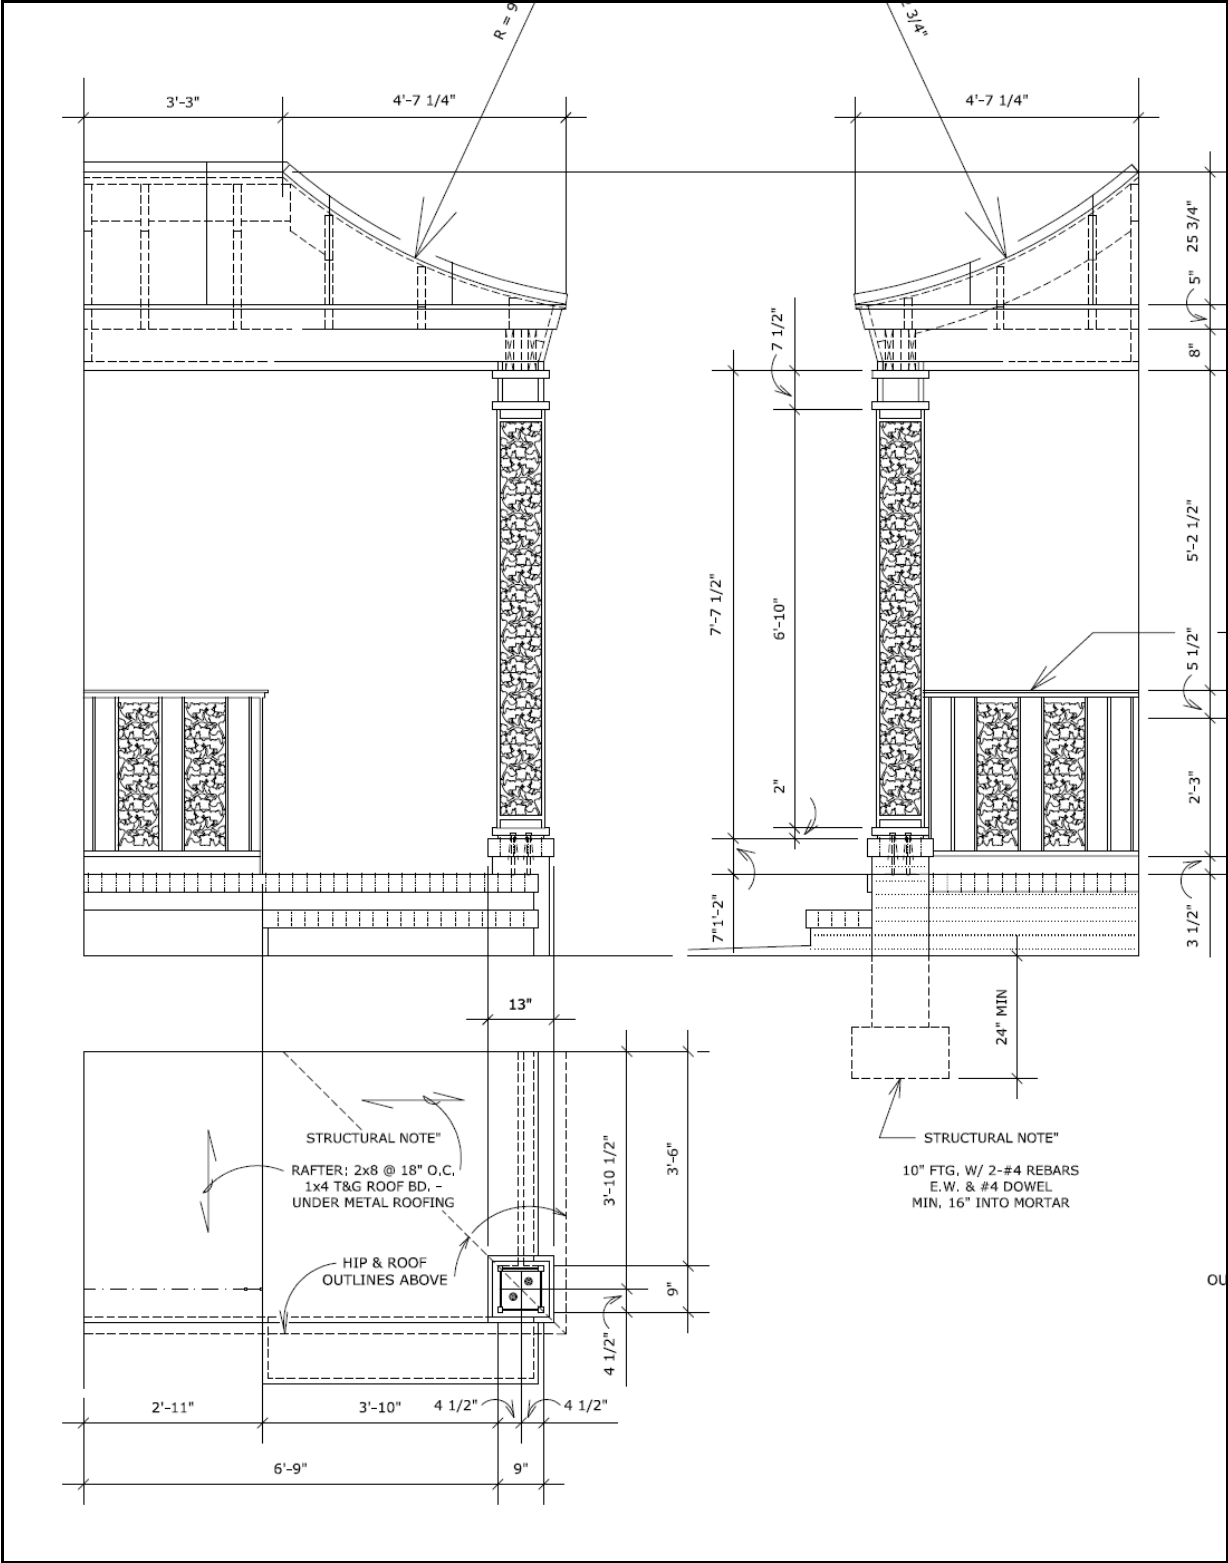 R = 9
3/4"
3'-3"
4'-7 1/4"
4'-7 1/4"
25 3/4"
5"
8"
7 1/2"
5'-2 1/2"
7'-7 1/2"
6'-10"
5 1/2"
2"
2'-3"
7"
1'-2"
3 1/2"
13"
24" MIN
STRUCTURAL NOTE"
RAFTER: 2x8 @ 18" O.C.
1x4 T&G ROOF BD. -
UNDER METAL ROOFING
3'-10 1/2"
3'-6"
STRUCTURAL NOTE"
10" FTG. W/ 2-#4 REBARS
E.W. & #4 DOWEL
MIN. 16" INTO MORTAR
HIP & ROOF
OUTLINES ABOVE
OU
9"
4 1/2"
2'-11"
3'-10"
4 1/2"
4 1/2"
6'-9"
9"